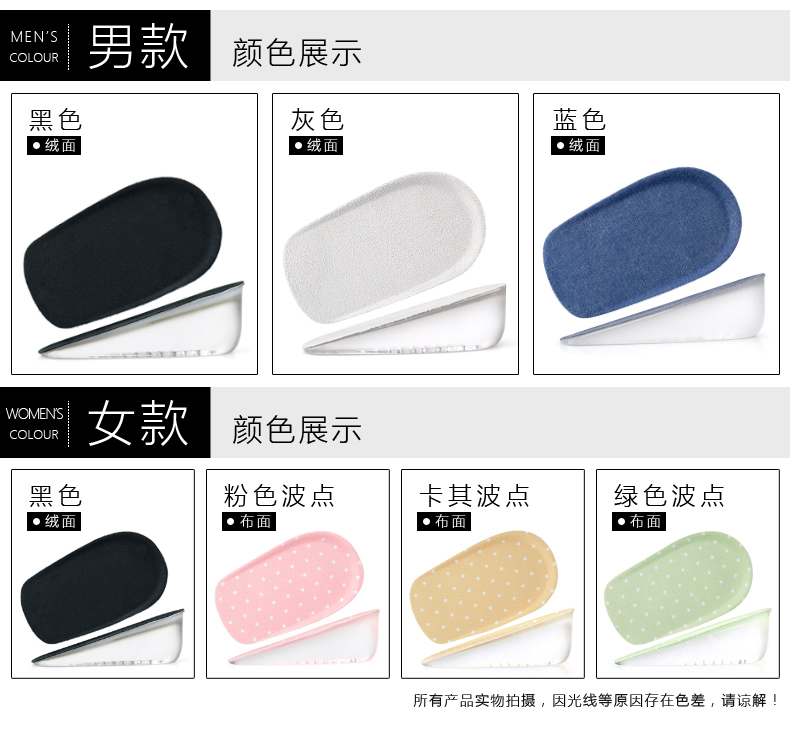 MEN'S
COLOUR
男款
颜色展示
黑色
绒面
灰色
绒面
蓝色
绒面
WOMEN'S
COLOUR
女款
颜色展示
黑色
绒面
粉色波点
布面
卡其波点
布面
绿色波点
布面
所有产品实物拍摄，因光线等原因存在色差，请谅解！